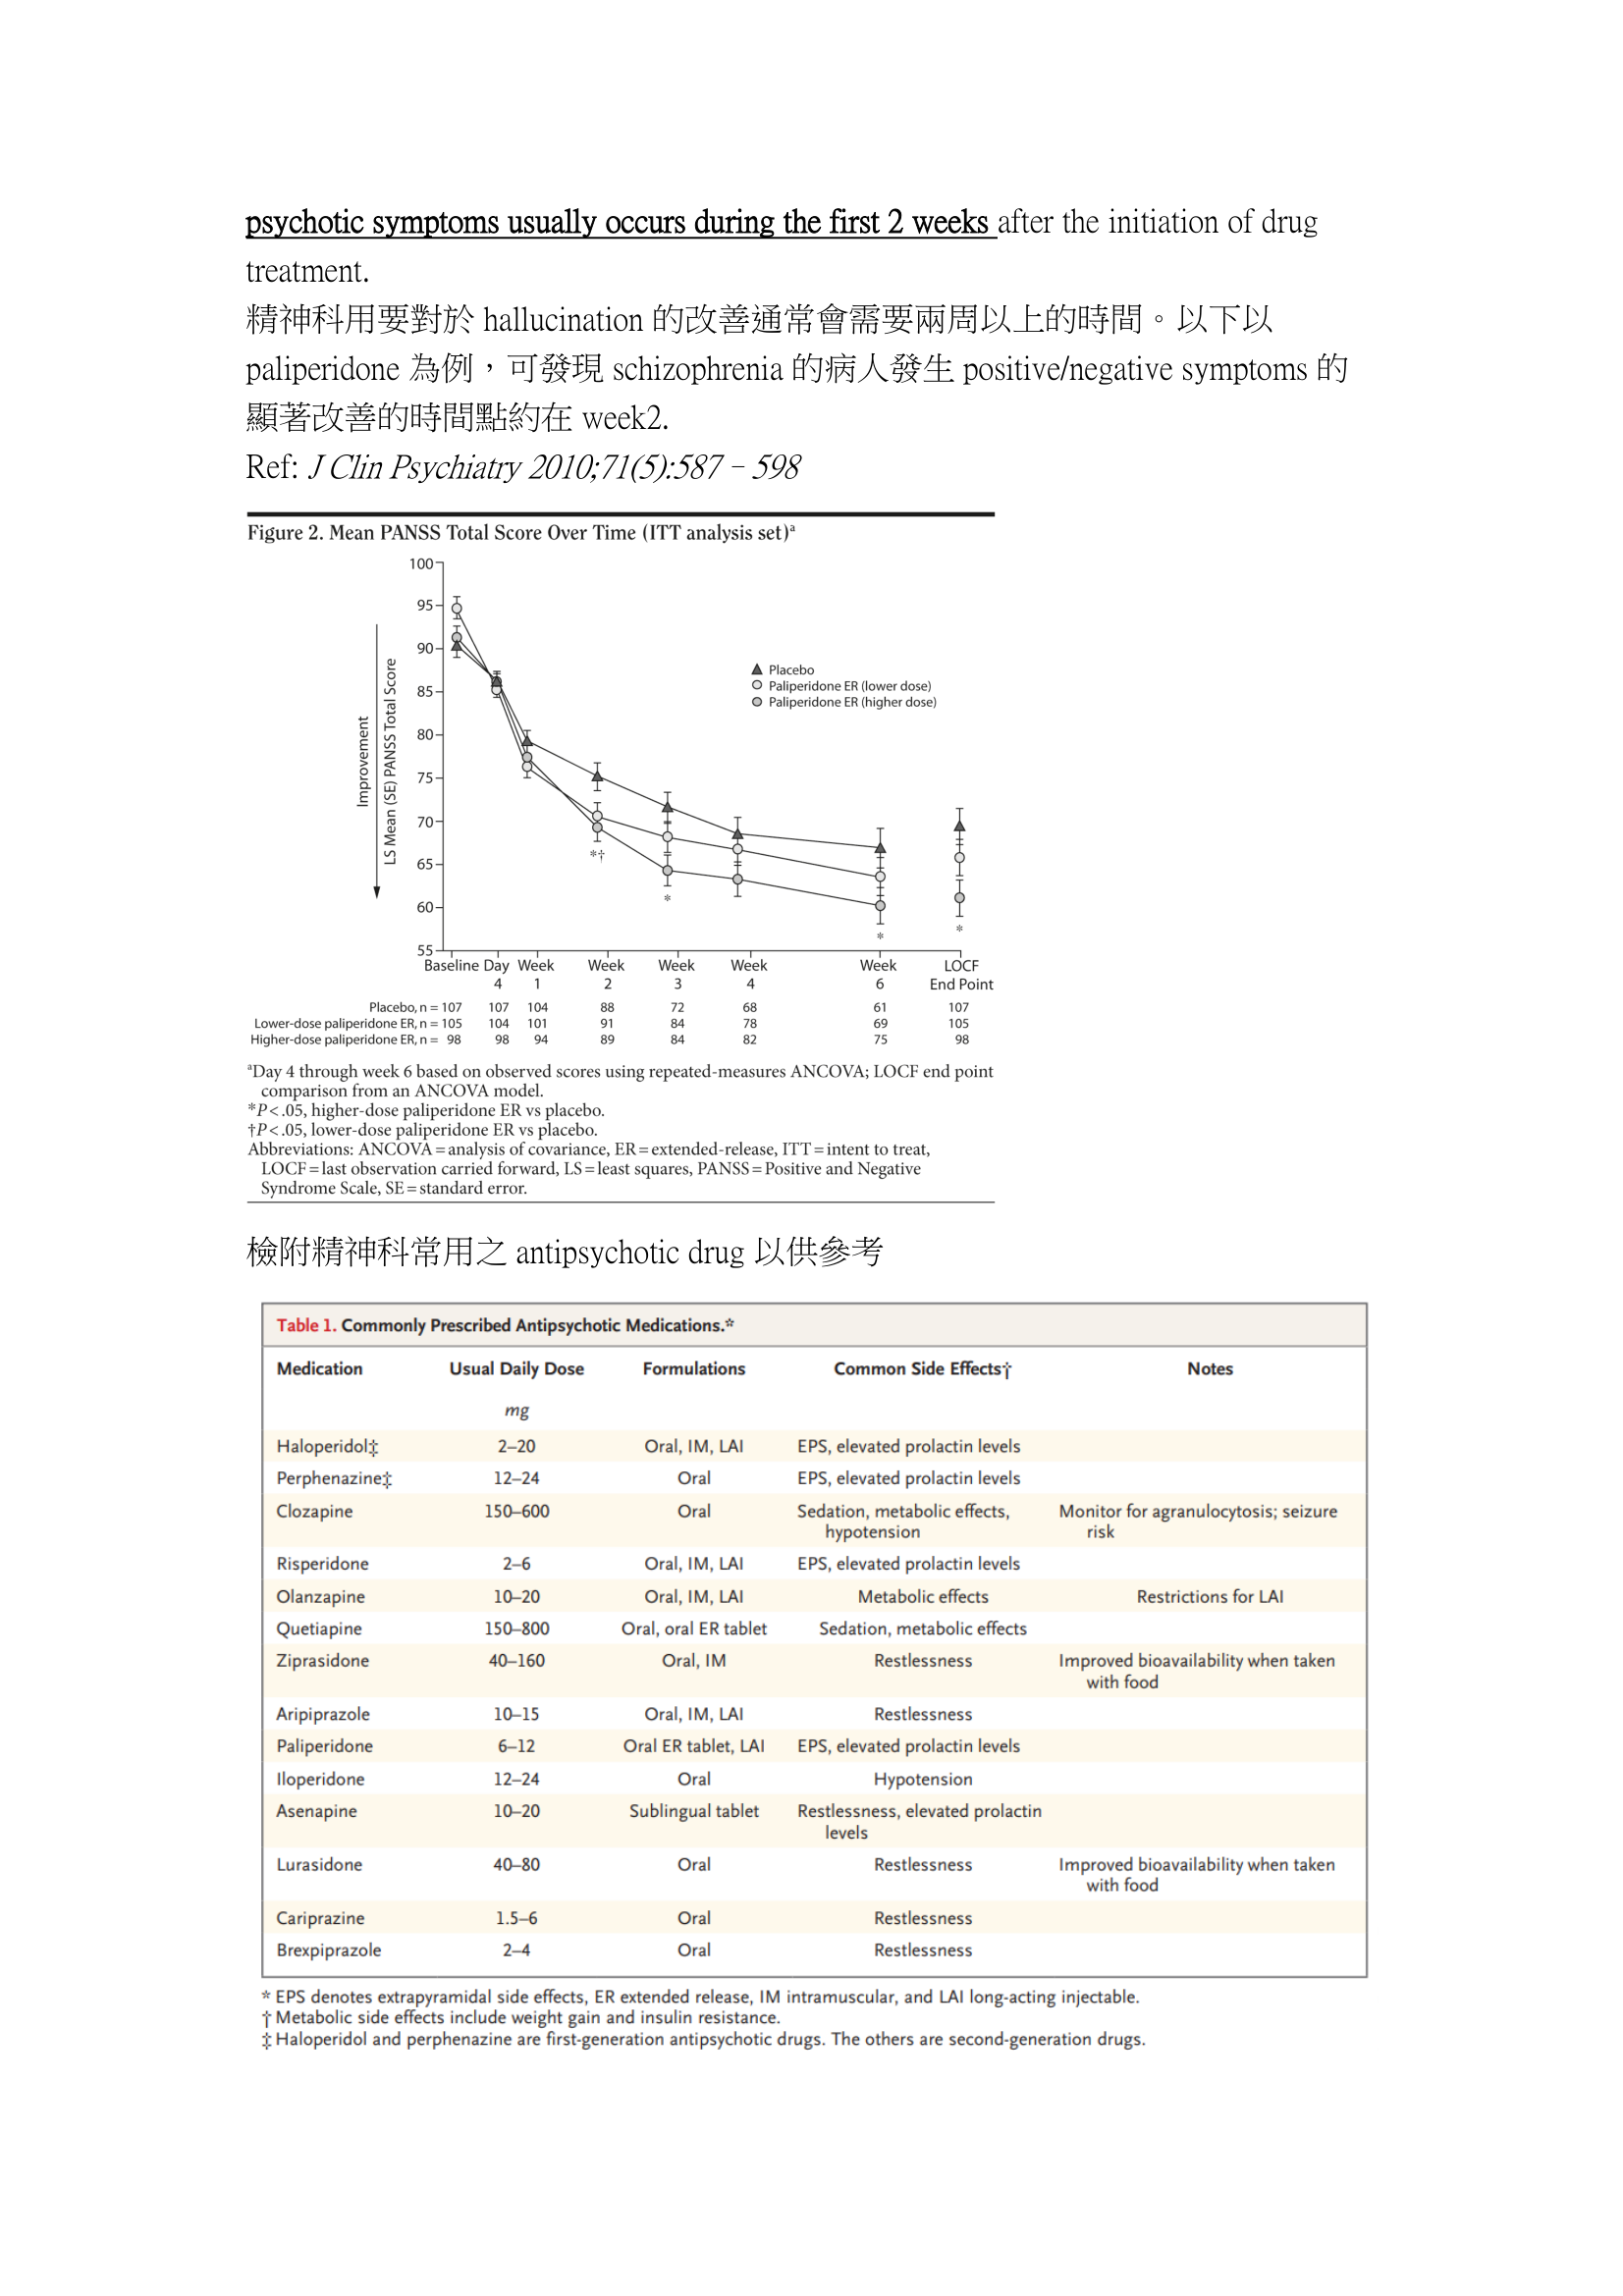 psychotic symptoms usually occurs during the first 2 weeks after the initiation of drug
treatment.
精神科用要對於 hallucination 的改善通常會需要兩周以上的時間。以下以
paliperidone 為例，可發現 schizophrenia 的病人發生 positive/negative symptoms 的
顯著改善的時間點約在 week2.
Ref: J Clin Psychiatry 2010;71(5):587–598
Figure 2. Mean PANSS Total Score Over Time (ITT analysis set)a
Improvement
LS Mean (SE) PANSS Total Score
100
95
90
85
80
75
70
65
60
55
Placebo
Paliperidone ER (lower dose)
Paliperidone ER (higher dose)
*†
*
*
*
Baseline Day Week Week Week Week Week LOCF
4 1 2 3 4 6 End Point
Placebo, n = 107 107 104 88 72 68 61 107
Lower-dose paliperidone ER, n = 105 104 101 91 84 78 69 105
Higher-dose paliperidone ER, n = 98 98 94 89 84 82 75 98
aDay 4 through week 6 based on observed scores using repeated-measures ANCOVA; LOCF end point
comparison from an ANCOVA model.
*P < .05, higher-dose paliperidone ER vs placebo.
†P < .05, lower-dose paliperidone ER vs placebo.
Abbreviations: ANCOVA = analysis of covariance, ER = extended-release, ITT = intent to treat,
LOCF = last observation carried forward, LS = least squares, PANSS = Positive and Negative
Syndrome Scale, SE = standard error.
檢附精神科常用之 antipsychotic drug 以供參考
Table 1. Commonly Prescribed Antipsychotic Medications.*
Medication Usual Daily Dose Formulations Common Side Effects† Notes
mg
Haloperidol‡ 2–20 Oral, IM, LAI EPS, elevated prolactin levels
Perphenazine‡ 12–24 Oral EPS, elevated prolactin levels
Clozapine 150–600 Oral Sedation, metabolic effects, Monitor for agranulocytosis; seizure
hypotension risk
Risperidone 2–6 Oral, IM, LAI EPS, elevated prolactin levels
Olanzapine 10–20 Oral, IM, LAI Metabolic effects Restrictions for LAI
Quetiapine 150–800 Oral, oral ER tablet Sedation, metabolic effects
Ziprasidone 40–160 Oral, IM Restlessness Improved bioavailability when taken
with food
Aripiprazole 10–15 Oral, IM, LAI Restlessness
Paliperidone 6–12 Oral ER tablet, LAI EPS, elevated prolactin levels
Iloperidone 12–24 Oral Hypotension
Asenapine 10–20 Sublingual tablet Restlessness, elevated prolactin
levels
Lurasidone 40–80 Oral Restlessness Improved bioavailability when taken
with food
Cariprazine 1.5–6 Oral Restlessness
Brexpiprazole 2–4 Oral Restlessness
* EPS denotes extrapyramidal side effects, ER extended release, IM intramuscular, and LAI long-acting injectable.
† Metabolic side effects include weight gain and insulin resistance.
‡ Haloperidol and perphenazine are first-generation antipsychotic drugs. The others are second-generation drugs.